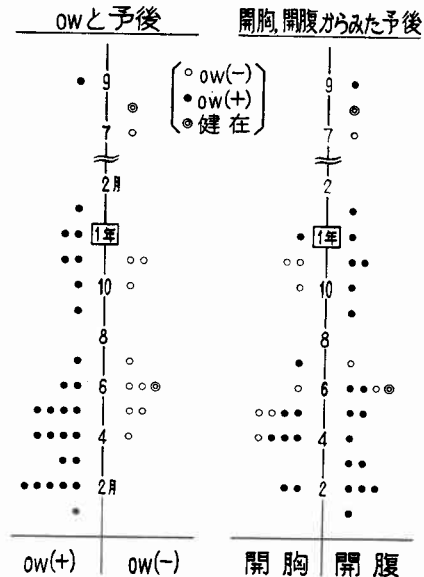 owと予後
9
7
2月
1年
10
8
6
4
2月
ow(+)
ow(-)
○ ow(-)
● ow(+)
◎ 健在
開胸,開腹からみた予後
9
7
2
1年
10
8
6
4
2
開胸
開腹